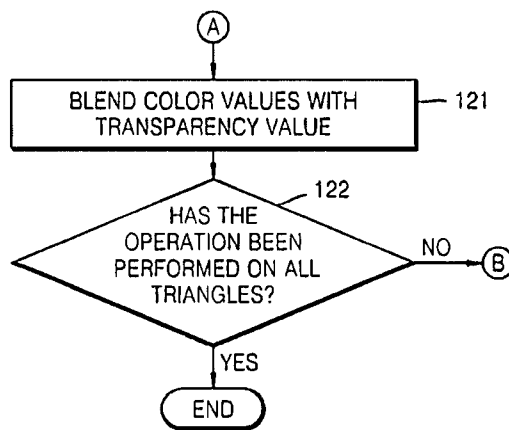 A
BLEND COLOR VALUES WITH
TRANSPARENCY VALUE
121
122
HAS THE
OPERATION BEEN
PERFORMED ON ALL
TRIANGLES?
NO
B
YES
END